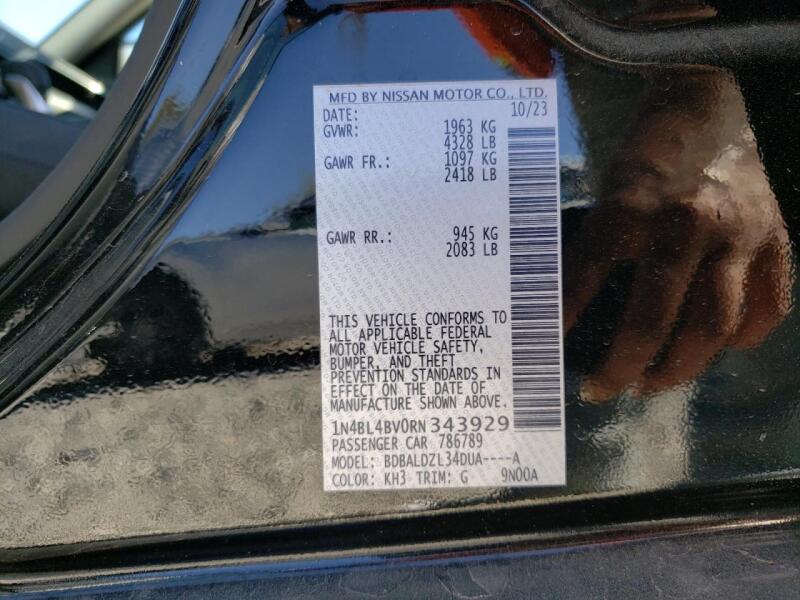 MFD BY NISSAN MOTOR CO., LTD.
DATE: 10/23
GVWR: 1963 KG
4328 LB
GAWR FR.: 1097 KG
2418 LB
GAWR RR.: 945 KG
2083 LB
THIS VEHICLE CONFORMS TO
ALL APPLICABLE FEDERAL
MOTOR VEHICLE SAFETY,
BUMPER, AND THEFT
PREVENTION STANDARDS IN
EFFECT ON THE DATE OF
MANUFACTURE SHOWN ABOVE.
1N4BL4BV0RN343929
PASSENGER CAR 786789
MODEL: BDBALDZL34DUA----A
COLOR: KH3 TRIM: G 9N00A